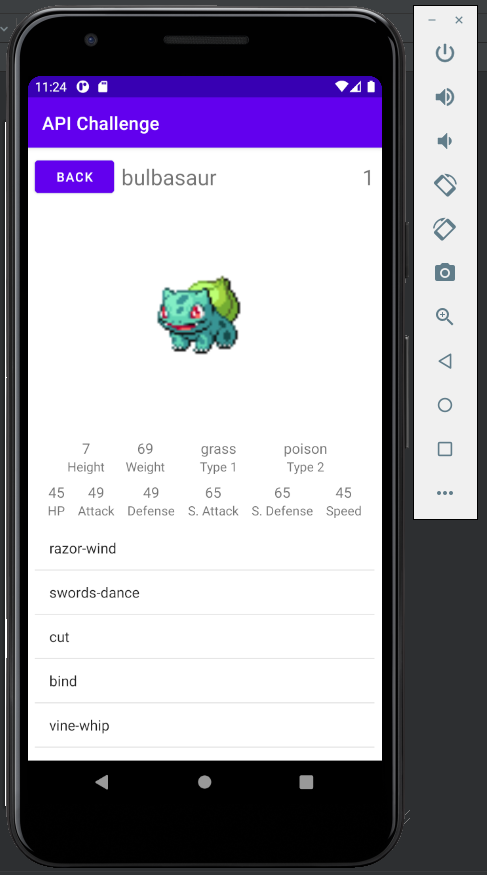 11:24
API Challenge
BACK bulbasaur 1
7 69 grass poison
Height Weight Type 1 Type 2
45 49 49 65 65 45
HP Attack Defense S. Attack S. Defense Speed
razor-wind
swords-dance
cut
bind
vine-whip